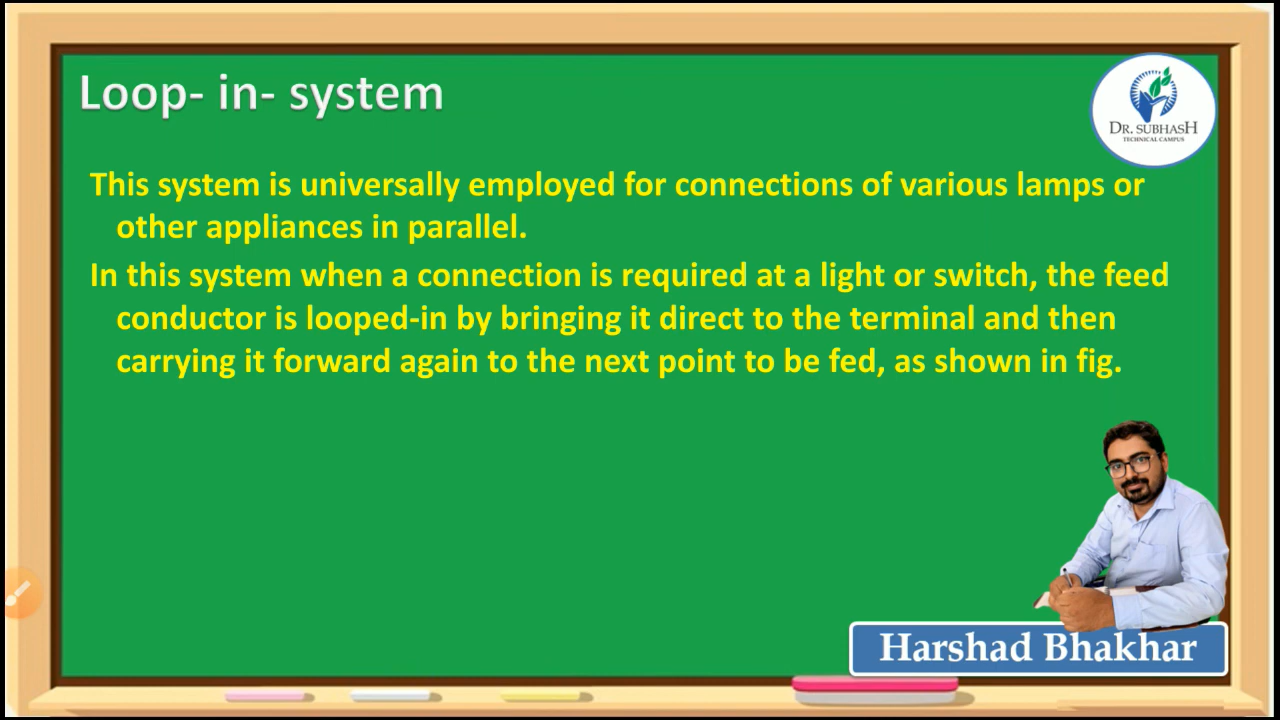 Loop- in- system
DR. SUBHASH
TECHNICAL CAMPUS
This system is universally employed for connections of various lamps or
other appliances in parallel.
In this system when a connection is required at a light or switch, the feed
conductor is looped-in by bringing it direct to the terminal and then
carrying it forward again to the next point to be fed, as shown in fig.
Harshad Bhakhar